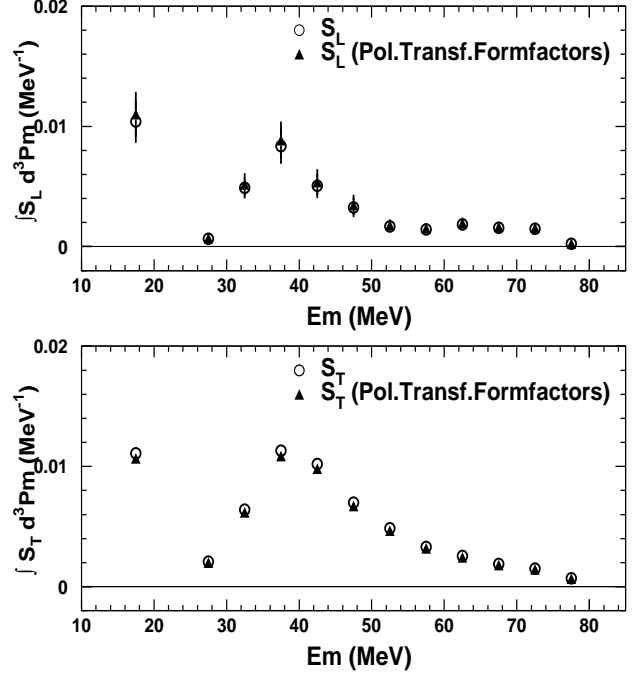 0.02
0.01
0
∫S_L d³Pm (MeV⁻¹)
S_L
S_L (Pol.Transf.Formfactors)
10 20 30 40 50 60 70 80
Em (MeV)
0.02
0.01
0
∫ S_T d³Pm (MeV⁻¹)
S_T
S_T (Pol.Transf.Formfactors)
10 20 30 40 50 60 70 80
Em (MeV)